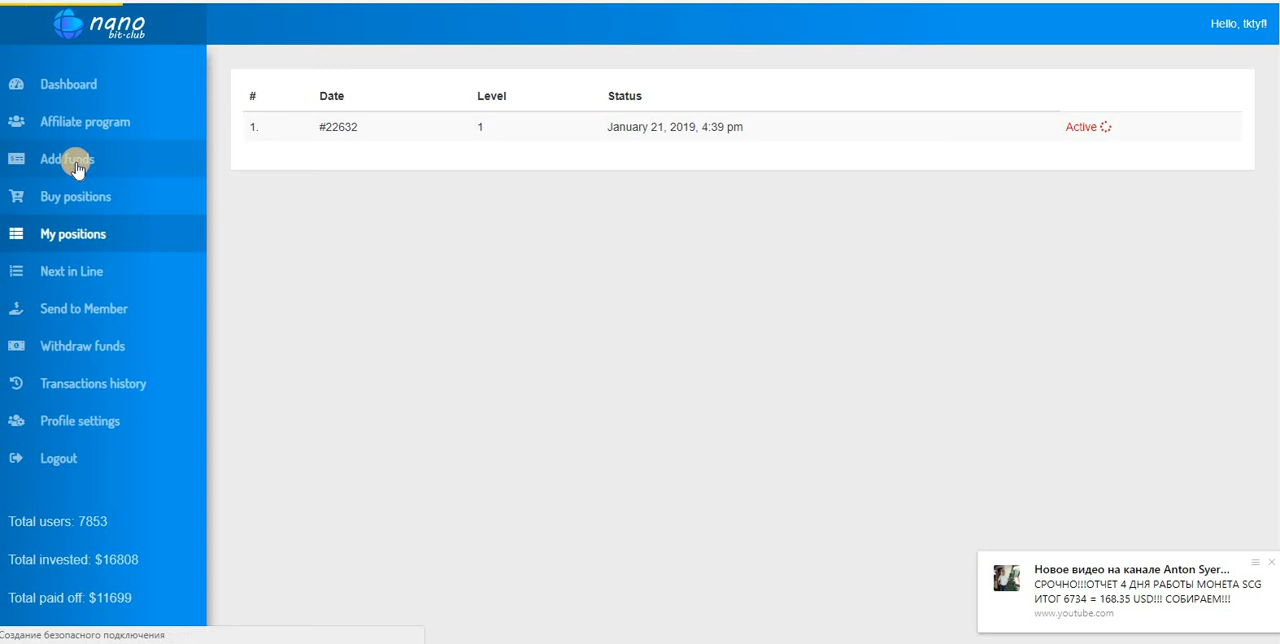 nano
bit·club
Hello, tktyf!
Dashboard
Affiliate program
Add funds
Buy positions
My positions
Next in Line
Send to Member
Withdraw funds
Transactions history
Profile settings
Logout
Total users: 7853
Total invested: $16808
Total paid off: $11699
# Date Level Status
1. #22632 1 January 21, 2019, 4:39 pm Active
Новое видео на канале Anton Syer...
СРОЧНО!!!ОТЧЕТ 4 ДНЯ РАБОТЫ МОНЕТА SCG
ИТОГ 6734 = 168.35 USD!!! СОБИРАЕМ!!!
www.youtube.com
Создание безопасного подключения